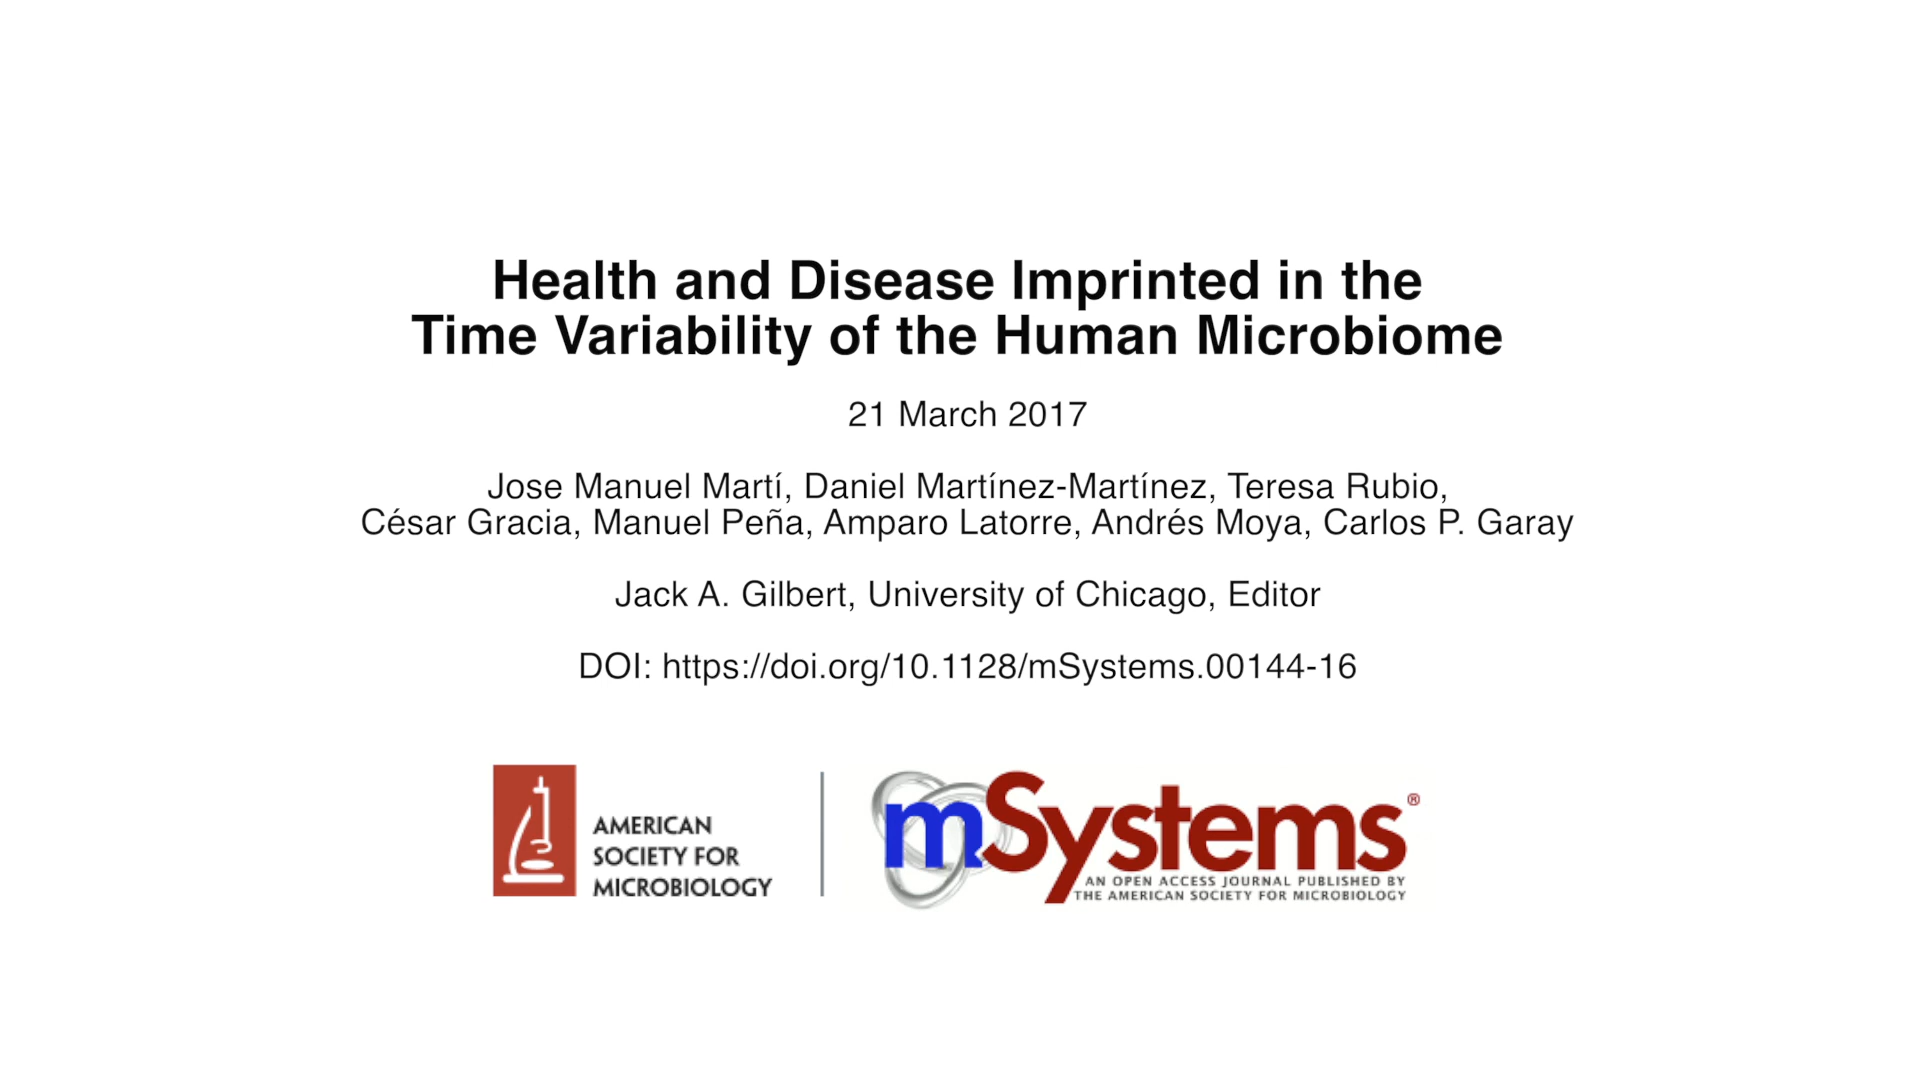 Health and Disease Imprinted in the
Time Variability of the Human Microbiome
21 March 2017
Jose Manuel Martí, Daniel Martínez-Martínez, Teresa Rubio,
César Gracia, Manuel Peña, Amparo Latorre, Andrés Moya, Carlos P. Garay
Jack A. Gilbert, University of Chicago, Editor
DOI: https://doi.org/10.1128/mSystems.00144-16
AMERICAN
SOCIETY FOR
MICROBIOLOGY
mSystems®
AN OPEN ACCESS JOURNAL PUBLISHED BY
THE AMERICAN SOCIETY FOR MICROBIOLOGY